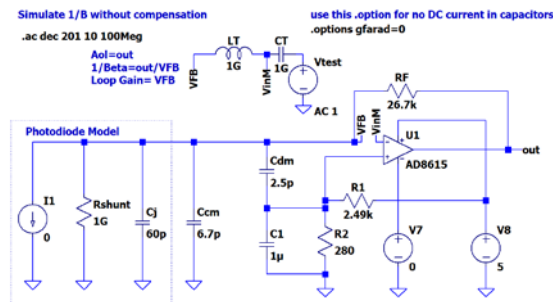 Simulate 1/B without compensation
use this .option for no DC current in capacitors
.ac dec 201 10 100Meg
.options gfarad=0
Aol=out
1/Beta=out/VFB
Loop Gain= VFB
LT
1G
CT
1G
VFB
VinM
Vtest
AC 1
RF
26.7k
VFB
VinM
U1
AD8615
out
Photodiode Model
I1
0
Rshunt
1G
Cj
60p
Ccm
6.7p
Cdm
2.5p
C1
1µ
R2
280
R1
2.49k
V7
0
V8
5